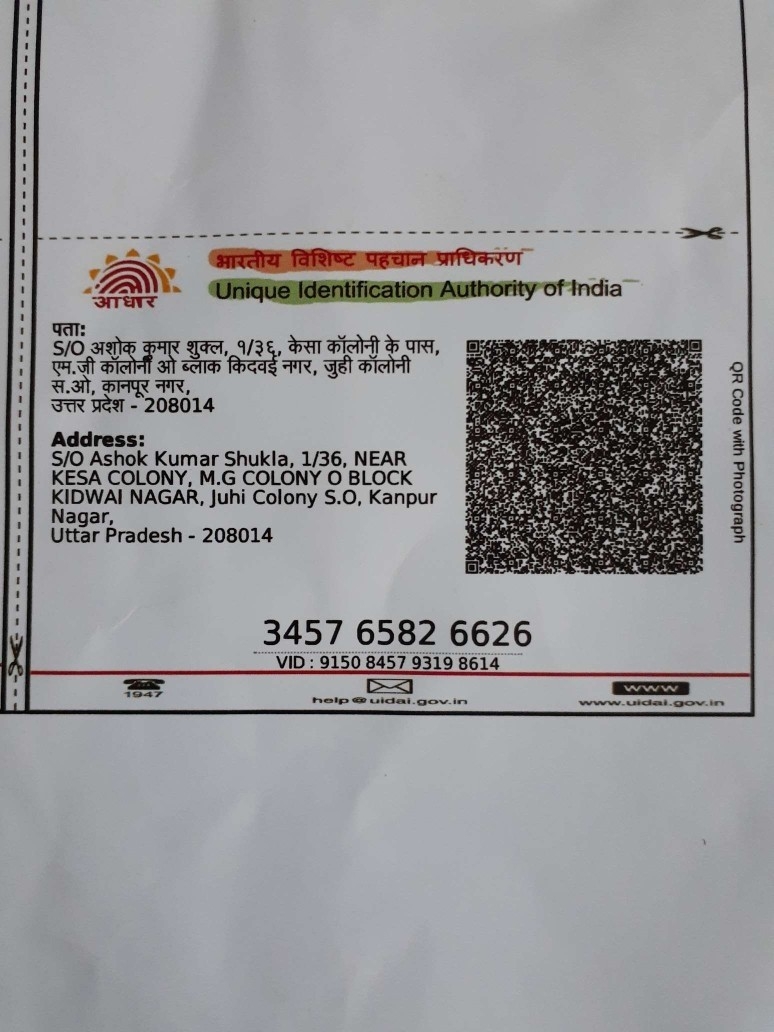 भारतीय विशिष्ट पहचान प्राधिकरण
Unique Identification Authority of India
आधार
पता:
S/O अशोक कुमार शुक्ल, १/३६, केसा कॉलोनी के पास,
एम.जी कॉलोनी ओ ब्लाक किदवई नगर, जुही कॉलोनी
स.ओ, कानपूर नगर,
उत्तर प्रदेश - 208014
Address:
S/O Ashok Kumar Shukla, 1/36, NEAR
KESA COLONY, M.G COLONY O BLOCK
KIDWAI NAGAR, Juhi Colony S.O, Kanpur
Nagar,
Uttar Pradesh - 208014
QR Code with Photograph
3457 6582 6626
VID : 9150 8457 9319 8614
1947
help@uidai.gov.in
www
www.uidai.gov.in